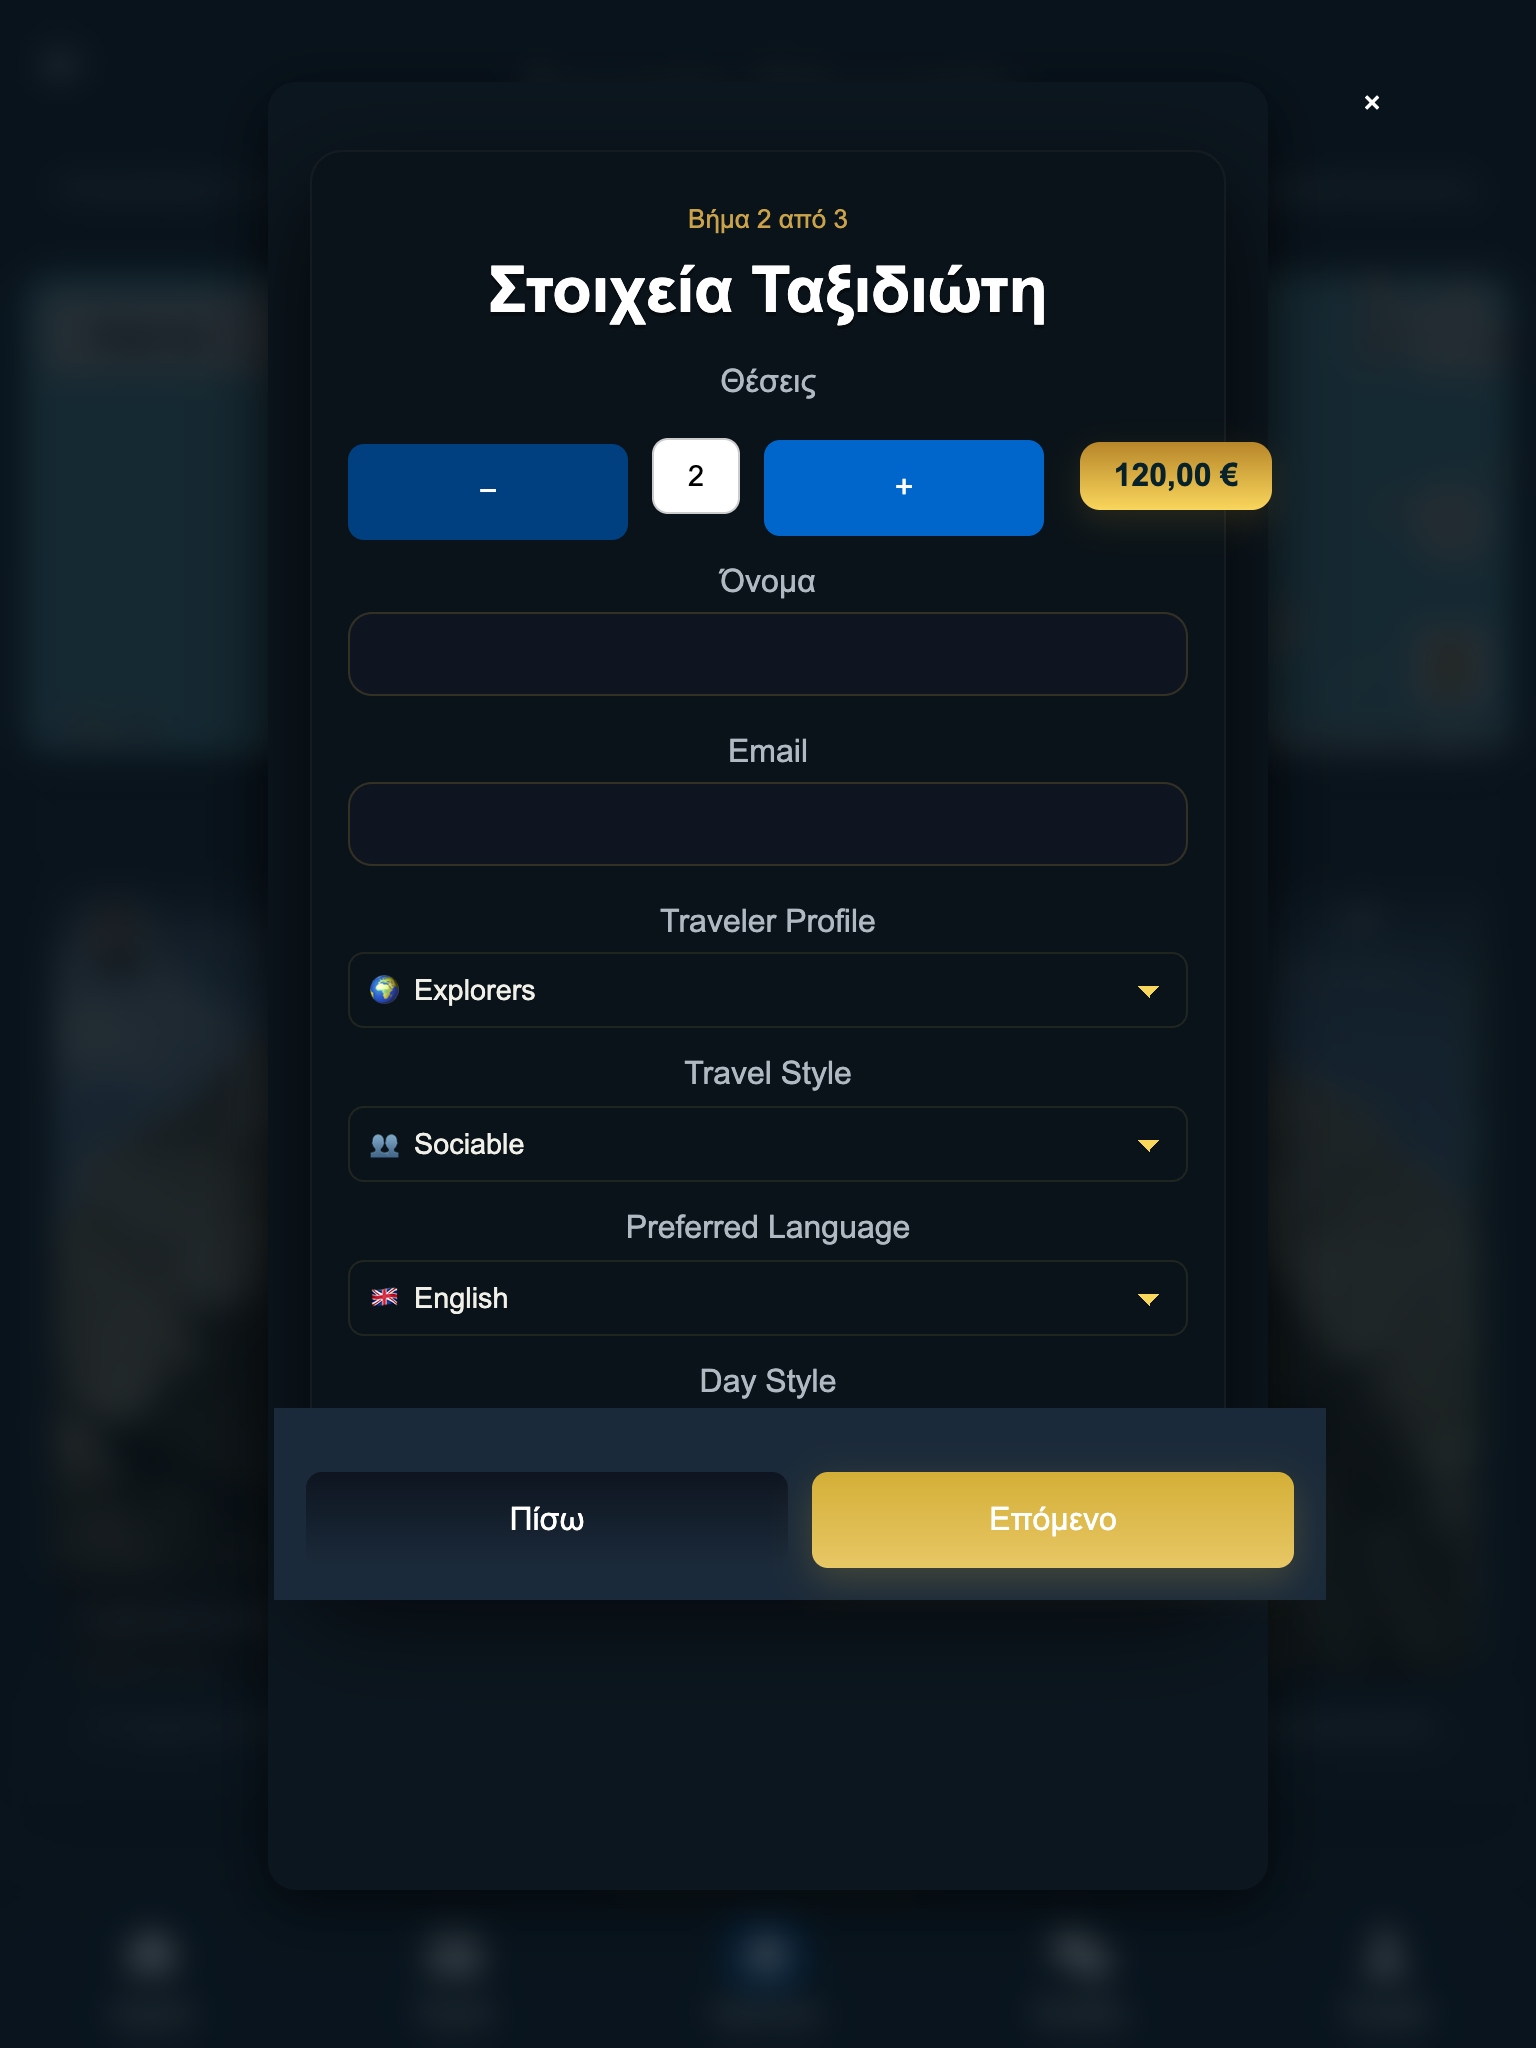 ×
Βήμα 2 από 3
Στοιχεία Ταξιδιώτη
Θέσεις
− 2 + 120,00 €
Όνομα
Email
Traveler Profile
Explorers
Travel Style
Sociable
Preferred Language
English
Day Style
Πίσω Επόμενο